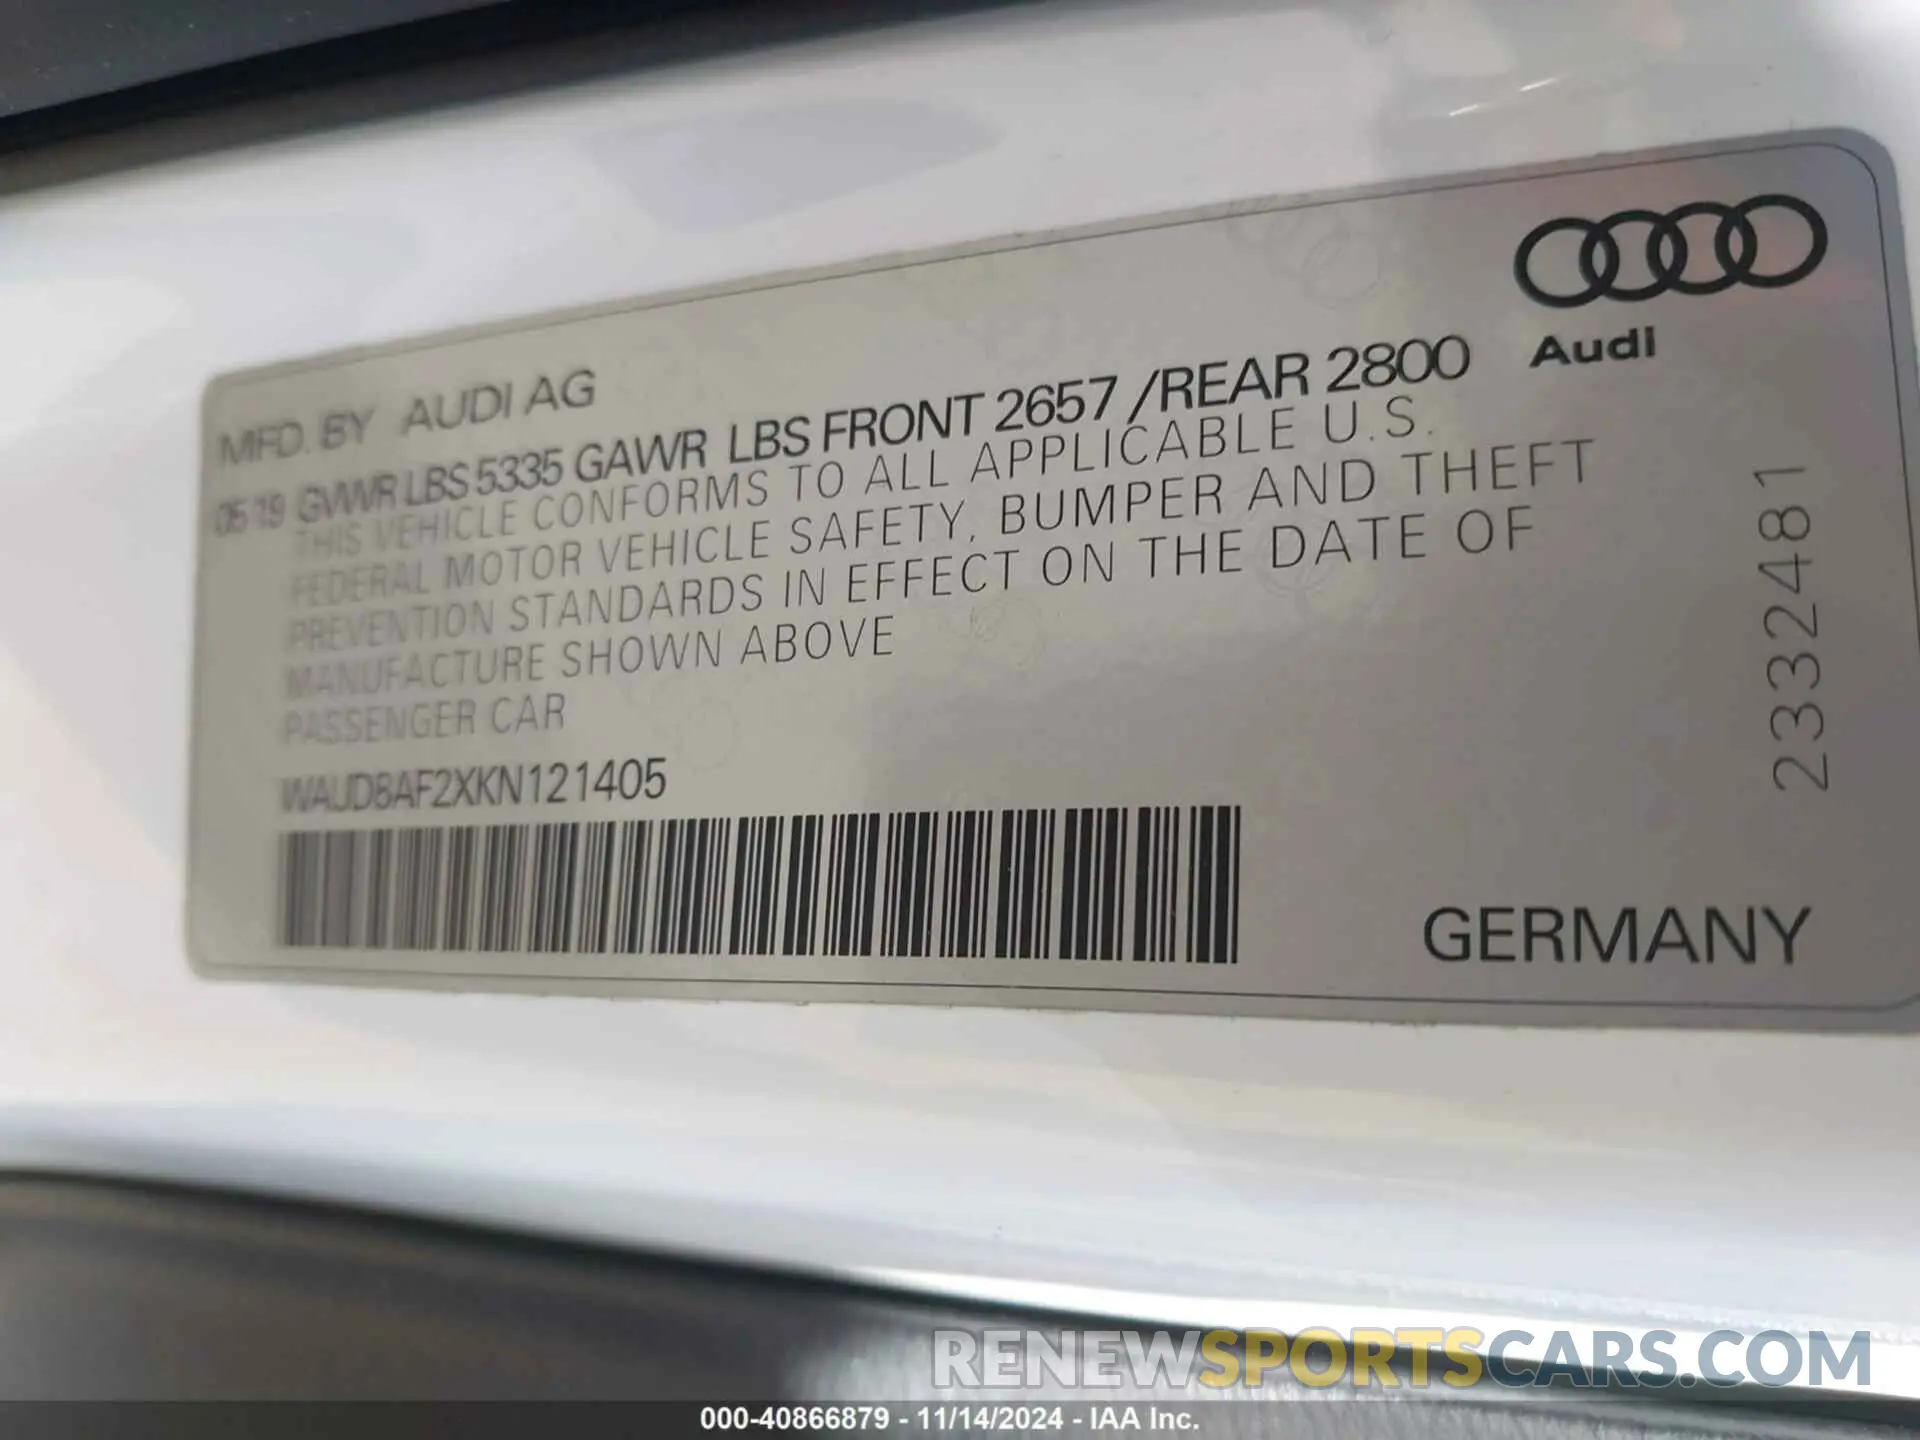 Audi
MFD. BY AUDI AG
05 19 GVWR LBS 5335 GAWR LBS FRONT 2657 /REAR 2800
THIS VEHICLE CONFORMS TO ALL APPLICABLE U.S.
FEDERAL MOTOR VEHICLE SAFETY, BUMPER AND THEFT
PREVENTION STANDARDS IN EFFECT ON THE DATE OF
MANUFACTURE SHOWN ABOVE
PASSENGER CAR
WAUD8AF2XKN121405
2332481
GERMANY
RENEWSPORTSCARS.COM
000-40866879 - 11/14/2024 - IAA Inc.